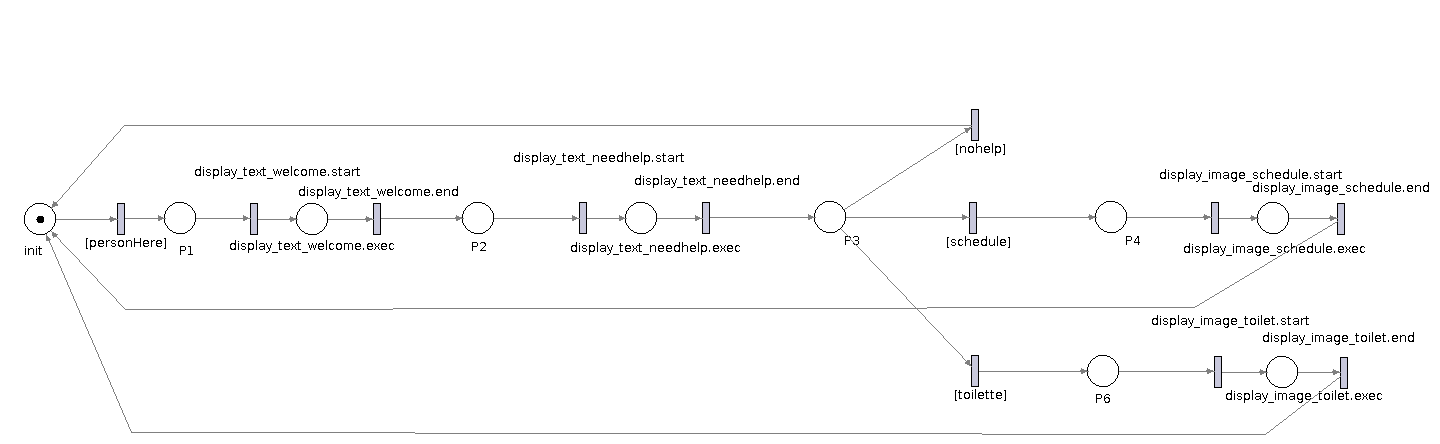 [nohelp]
display_text_needhelp.start
display_text_welcome.start
display_image_schedule.start
display_text_needhelp.end
display_image_schedule.end
display_text_welcome.end
init
[personHere]
P1
display_text_welcome.exec
P2
display_text_needhelp.exec
P3
[schedule]
P4
display_image_schedule.exec
display_image_toilet.start
display_image_toilet.end
[toilette]
P6
display_image_toilet.exec